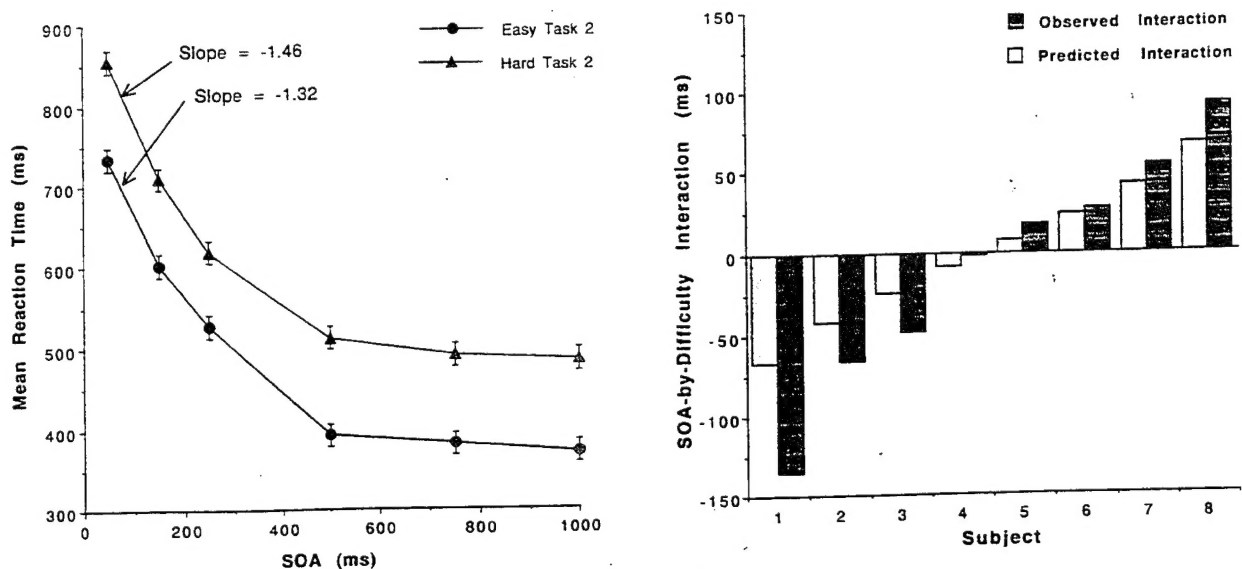 900
800
700
600
500
400
300
Mean Reaction Time (ms)
Slope = -1.46
Slope = -1.32
Easy Task 2
Hard Task 2
0 200 400 600 800 1000
SOA (ms)
150
100
50
0
-50
-100
-150
SOA-by-Difficulty Interaction (ms)
Observed Interaction
Predicted Interaction
1 2 3 4 5 6 7 8
Subject